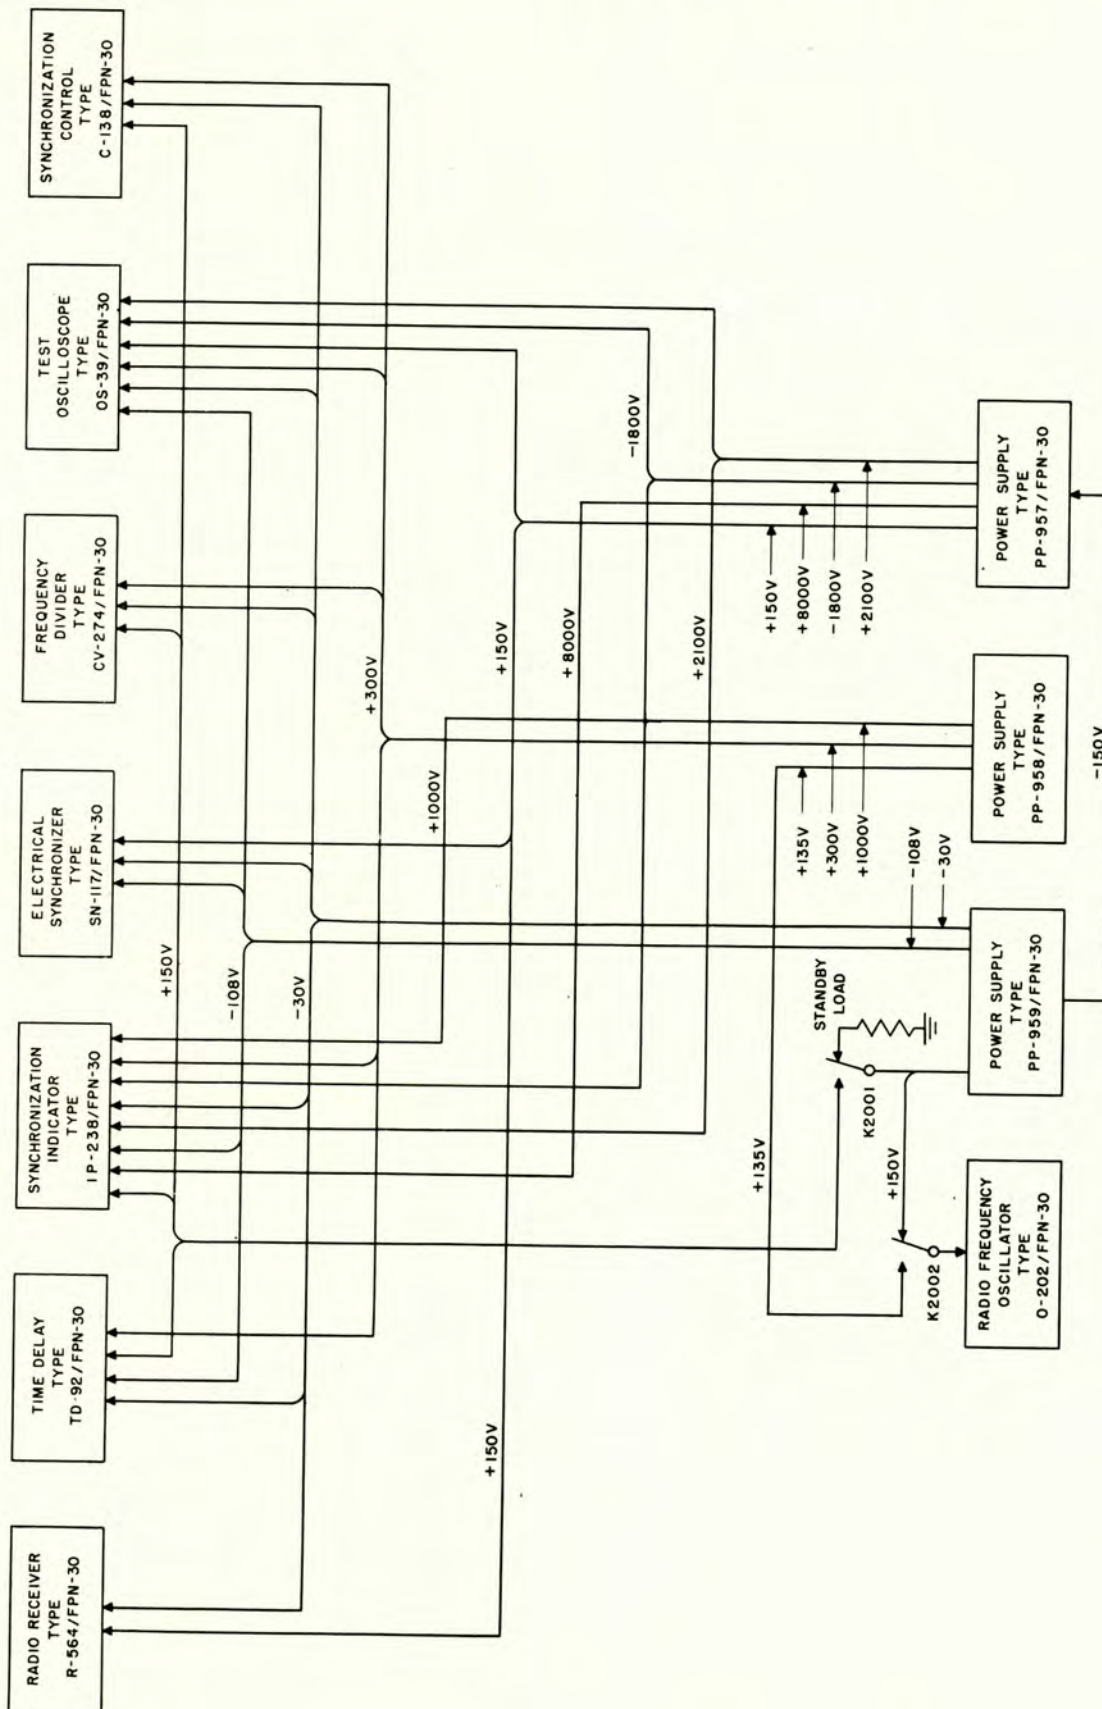 RADIO RECEIVER
TYPE
R-564/FPN-30
TIME DELAY
TYPE
TD-92/FPN-30
SYNCHRONIZATION
INDICATOR
TYPE
IP-238/FPN-30
ELECTRICAL
SYNCHRONIZER
TYPE
SN-117/FPN-30
FREQUENCY
DIVIDER
TYPE
CV-274/FPN-30
TEST
OSCILLOSCOPE
TYPE
OS-39/FPN-30
SYNCHRONIZATION
CONTROL
TYPE
C-138/FPN-30
+150V
-108V
-30V
+300V
+1000V
+150V
+150V
+8000V
-1800V
+2100V
+135V
STANDBY
LOAD
K2001
+150V
K2002
+135V
+300V
+1000V
-108V
-30V
+150V
+8000V
-1800V
+2100V
RADIO FREQUENCY
OSCILLATOR
TYPE
O-202/FPN-30
POWER SUPPLY
TYPE
PP-959/FPN-30
POWER SUPPLY
TYPE
PP-958/FPN-30
POWER SUPPLY
TYPE
PP-957/FPN-30
-150V